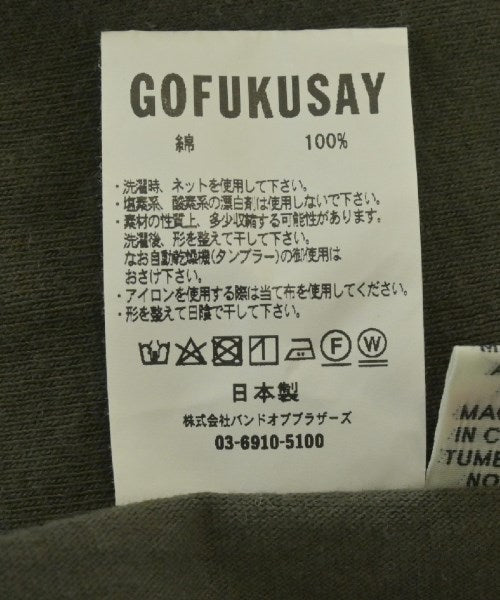 GOFUKUSAY
綿 100%
・洗濯時、ネットを使用して下さい。
・塩素系、酸素系の漂白剤は使用しないで下さい。
・素材の性質上、多少収縮する可能性があります。
洗濯後、形を整えて干して下さい。
なお自動乾燥機(タンブラー)の御使用は
おさげ下さい。
・アイロンを使用する際は当て布を使用してください。
・形を整えて日陰で干して下さい。
F W
日本製
株式会社バンドオブブラザーズ
03-6910-5100
MAC
IN C
TUMB
NO